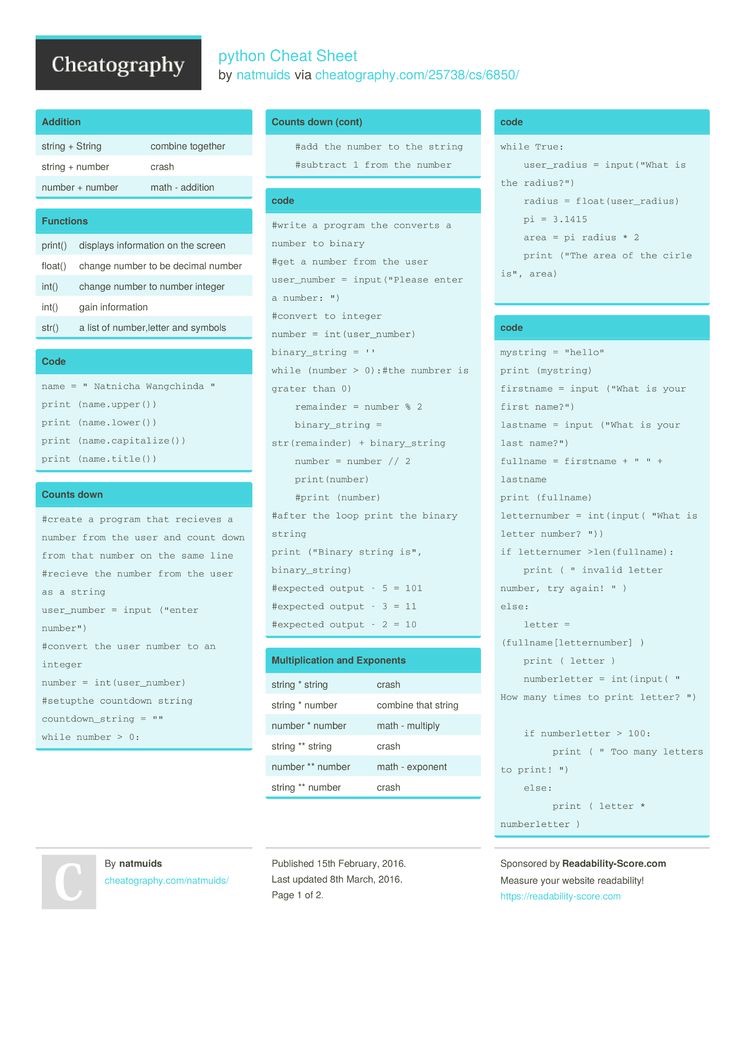 Cheatography
python Cheat Sheet
by natmuids via cheatography.com/25738/cs/6850/
Addition
string + String combine together
string + number crash
number + number math - addition
Functions
print() displays information on the screen
float() change number to be decimal number
int() change number to number integer
int() gain information
str() a list of number,letter and symbols
Code
name = " Natnicha Wangchinda "
print (name.upper())
print (name.lower())
print (name.capitalize())
print (name.title())
Counts down
#create a program that recieves a
number from the user and count down
from that number on the same line
#recieve the number from the user
as a string
user_number = input ("enter
number")
#convert the user number to an
integer
number = int(user_number)
#setupthe countdown string
countdown_string = ""
while number > 0:
Counts down (cont)
#add the number to the string
#subtract 1 from the number
code
#write a program the converts a
number to binary
#get a number from the user
user_number = input("Please enter
a number: ")
#convert to integer
number = int(user_number)
binary_string = ''
while (number > 0):#the numbrer is
grater than 0)
remainder = number % 2
binary_string =
str(remainder) + binary_string
number = number // 2
print(number)
#print (number)
#after the loop print the binary
string
print ("Binary string is",
binary_string)
#expected output - 5 = 101
#expected output - 3 = 11
#expected output - 2 = 10
Multiplication and Exponents
string * string crash
string * number combine that string
number * number math - multiply
string ** string crash
number ** number math - exponent
string ** number crash
code
while True:
user_radius = input("What is
the radius?")
radius = float(user_radius)
pi = 3.1415
area = pi radius * 2
print ("The area of the cirle
is", area)
code
mystring = "hello"
print (mystring)
firstname = input ("What is your
first name?")
lastname = input ("What is your
last name?")
fullname = firstname + " " +
lastname
print (fullname)
letternumber = int(input( "What is
letter number? "))
if letternumer >len(fullname):
print ( " invalid letter
number, try again! " )
else:
letter =
(fullname[letternumber] )
print ( letter )
numberletter = int(input( "
How many times to print letter? ")
if numberletter > 100:
print ( " Too many letters
to print! ")
else:
print ( letter *
numberletter )
C
By natmuids
cheatography.com/natmuids/
Published 15th February, 2016.
Last updated 8th March, 2016.
Page 1 of 2.
Sponsored by Readability-Score.com
Measure your website readability!
https://readability-score.com